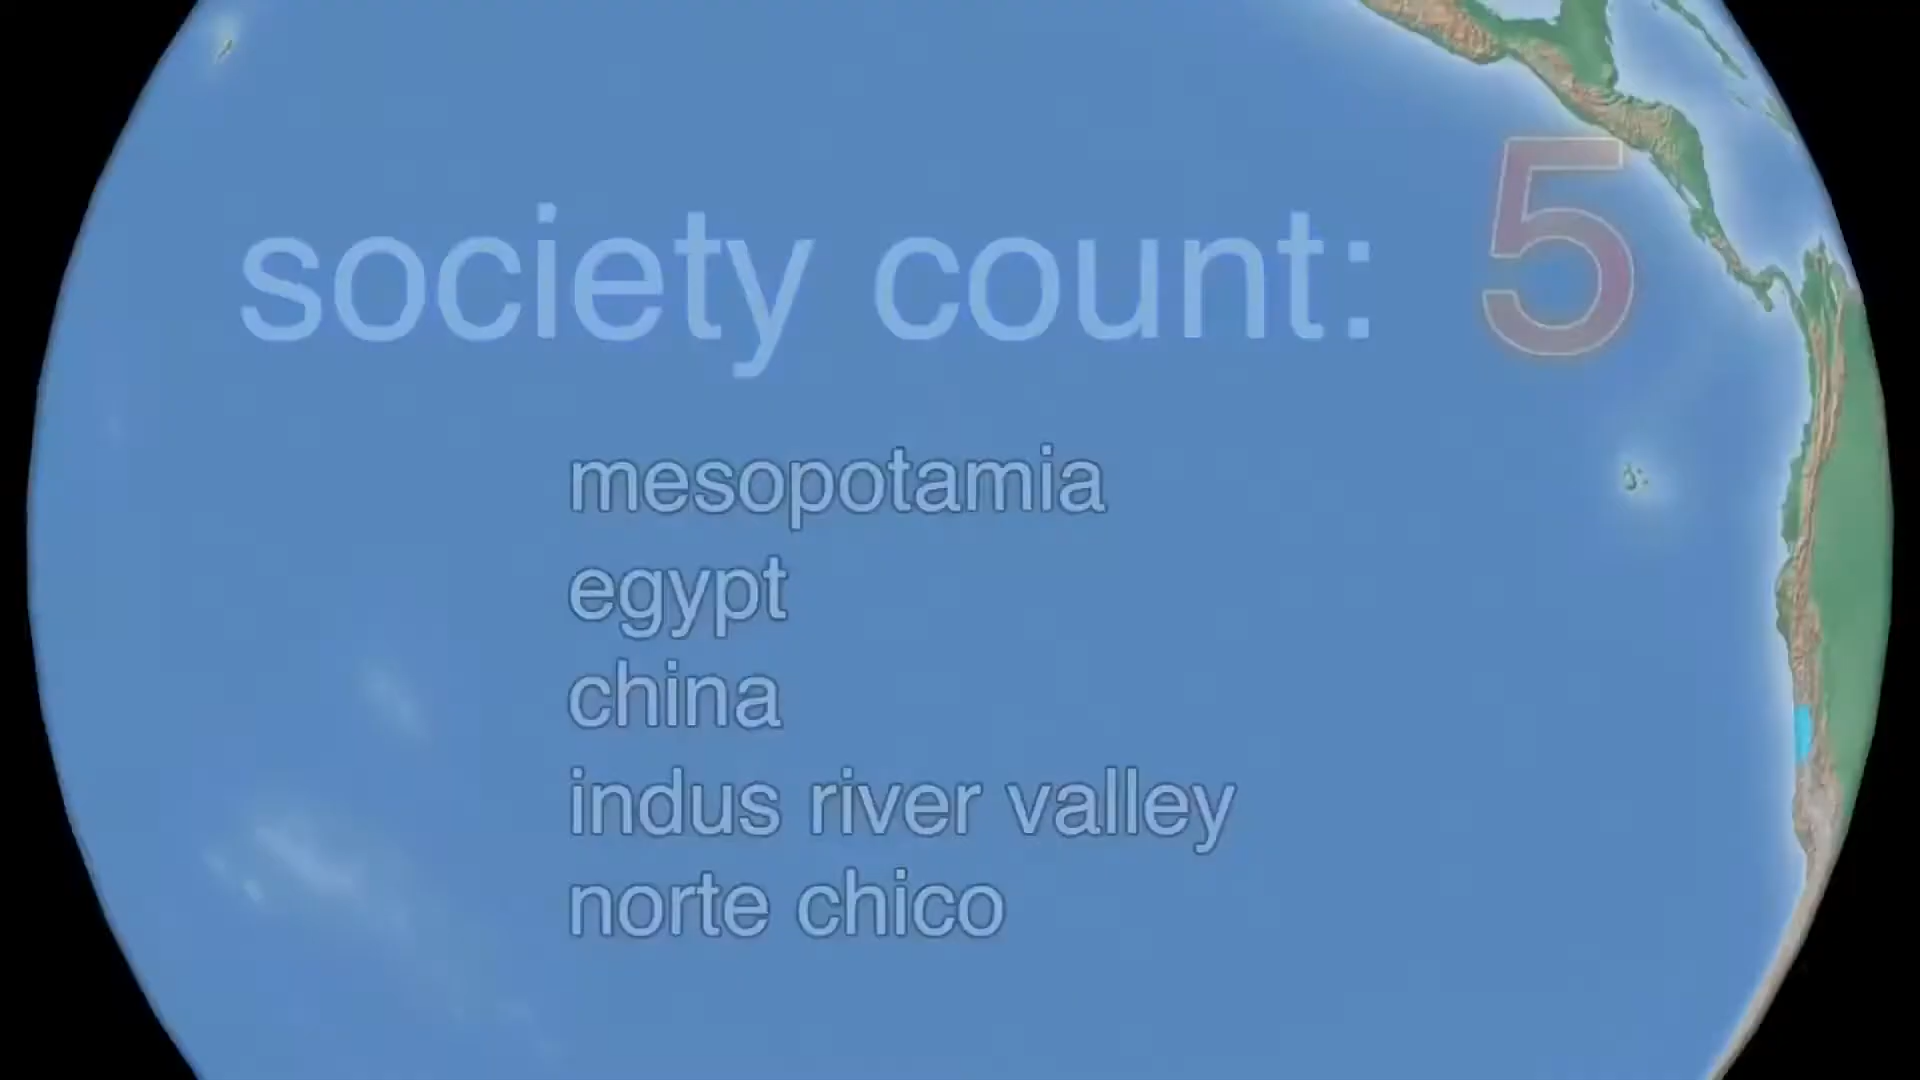 society count: 5
mesopotamia
egypt
china
indus river valley
norte chico